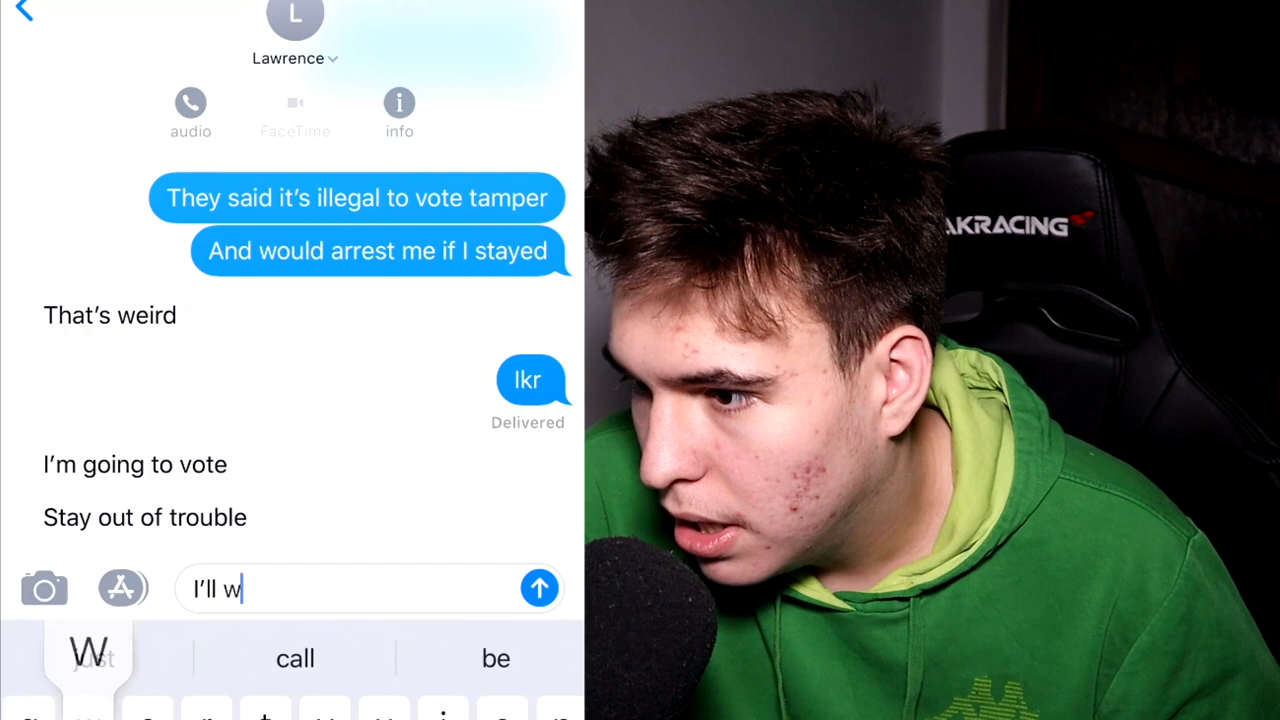 L
Lawrence
audio
FaceTime
info
They said it’s illegal to vote tamper
And would arrest me if I stayed
That’s weird
Ikr
Delivered
I’m going to vote
Stay out of trouble
I’ll w
W
just
call
be
AKRACING